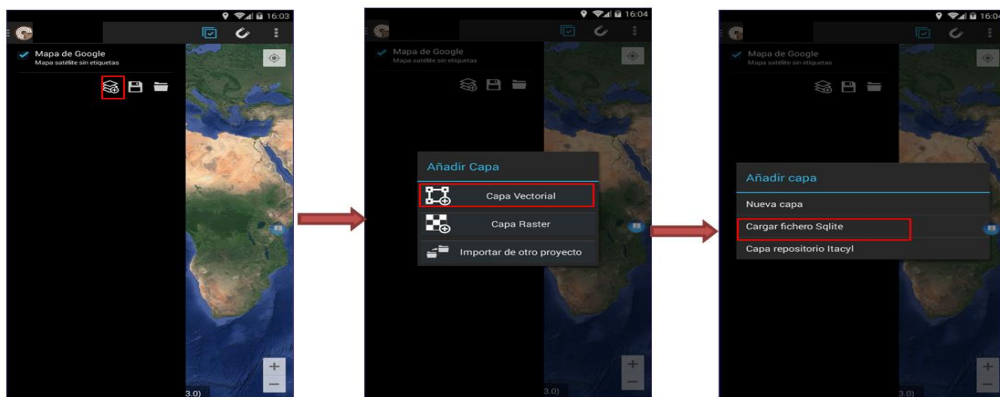 16:03
Mapa de Google
Mapa satélite sin etiquetas
3.0)
16:04
Mapa de Google
Mapa satélite sin etiquetas
Añadir Capa
Capa Vectorial
Capa Raster
Importar de otro proyecto
3.0)
16:04
Mapa de Google
Mapa satélite sin etiquetas
Añadir capa
Nueva capa
Cargar fichero Sqlite
Capa repositorio Itacyl
3.0)